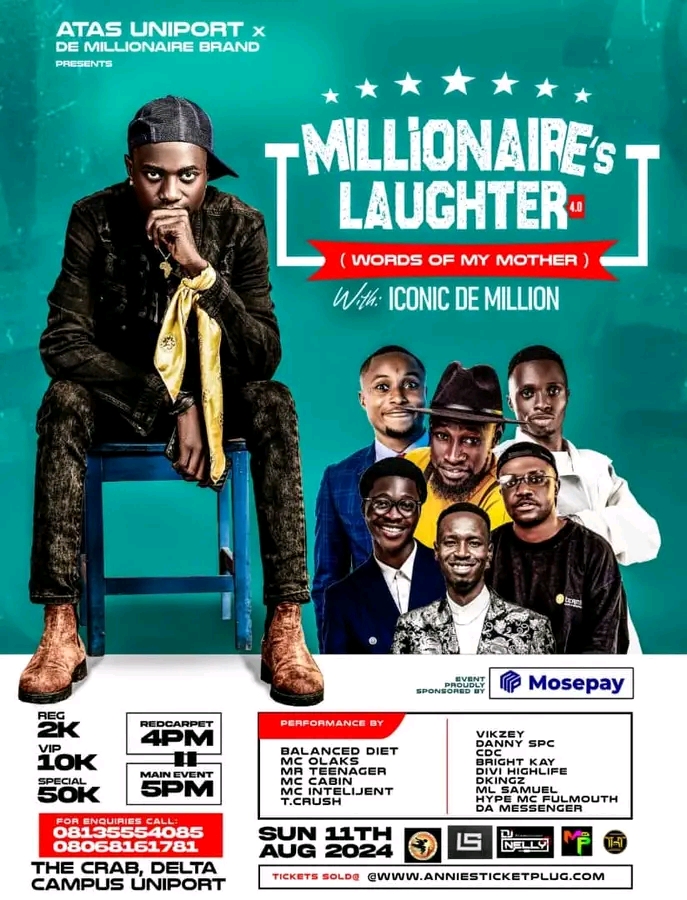 ATAS UNIPORT X
DE MILLIONAIRE BRAND
PRESENTS
MILLIONAIRE's
LAUGHTER 4.0
( WORDS OF MY MOTHER )
With: ICONIC DE MILLION
EVENT
PROUDLY
SPONSORED BY
Mosepay
REG
2K
VIP
10K
SPECIAL
50K
REDCARPET
4PM
MAIN EVENT
5PM
FOR ENQUIRIES CALL:
08135554085
08068161781
THE CRAB, DELTA
CAMPUS UNIPORT
PERFORMANCE BY
BALANCED DIET
MC OLAKS
MR TEENAGER
MC CABIN
MC INTELIJENT
T.CRUSH
VIKZEY
DANNY SPC
CDC
BRIGHT KAY
DIVI HIGHLIFE
DKINGZ
ML SAMUEL
HYPE MC FULMOUTH
DA MESSENGER
SUN 11TH
AUG 2024
LS
DJ NELLY
TICKETS SOLD@ @WWW.ANNIESTICKETPLUG.COM